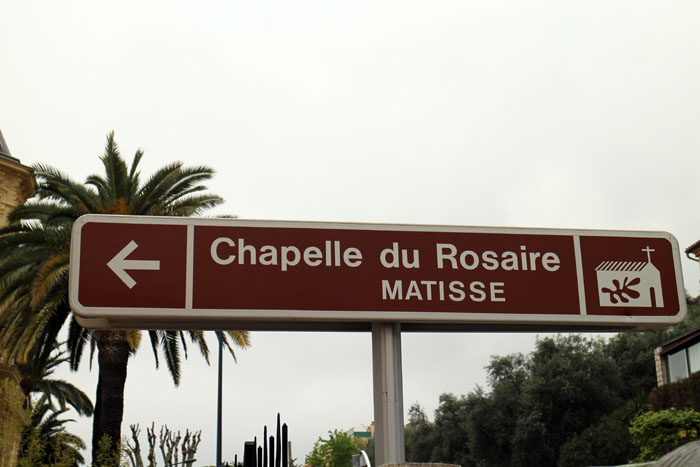 Chapelle du Rosaire
MATISSE